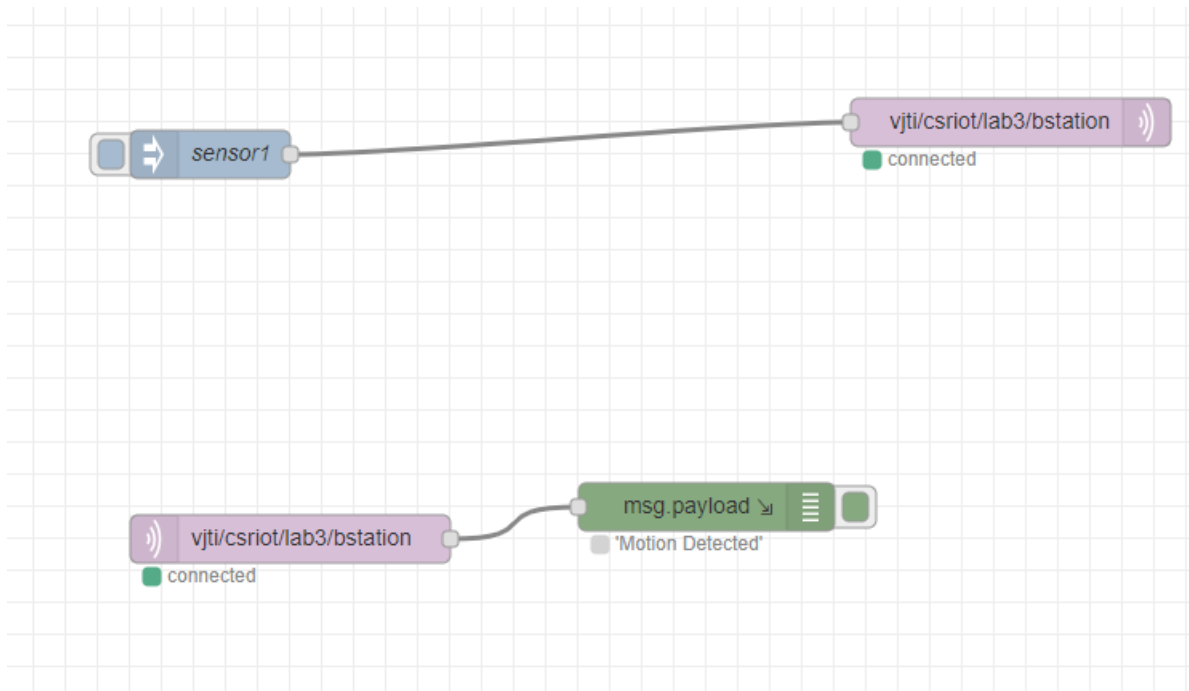 vjti/csriot/lab3/bstation
sensor1
connected
msg.payload
'Motion Detected'
vjti/csriot/lab3/bstation
connected